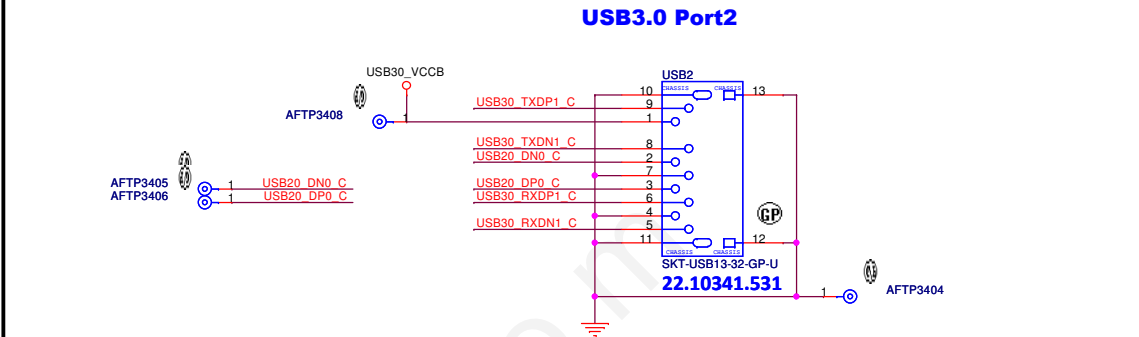 USB3.0 Port2
USB30_VCCB
USB2
10 CHASSIS CHASSIS 13
USB30_TXDP1_C 9
AFTP3408 1 1
USB30_TXDN1_C 8
USB20_DN0_C 2
7
AFTP3405 1 USB20_DN0_C USB20_DP0_C 3
AFTP3406 1 USB20_DP0_C USB30_RXDP1_C 6
4
GP
USB30_RXDN1_C 5
11 12
CHASSIS CHASSIS
SKT-USB13-32-GP-U
22.10341.531
1 AFTP3404